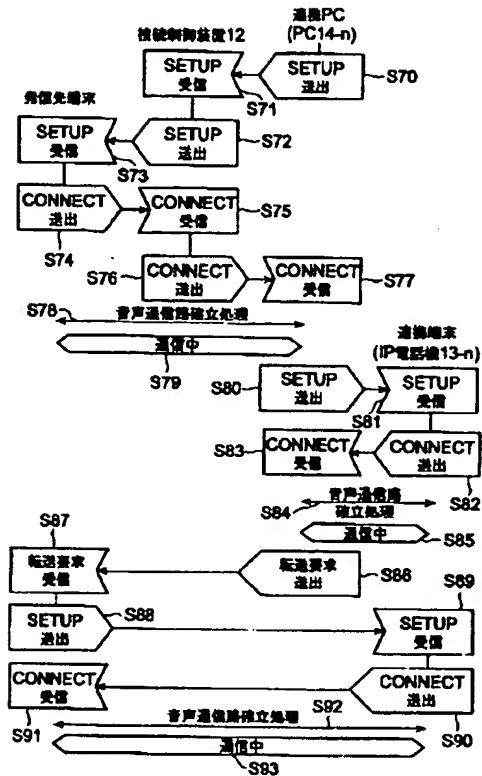 連携PC
(PC14-n)
接続制御装置12
SETUP
受信
SETUP
送出
S70
S71
発信先端末
SETUP
受信
SETUP
送出
S72
S73
CONNECT
送出
CONNECT
受信
S75
S74
S76
CONNECT
送出
CONNECT
受信
S77
S78
音声通信路確立処理
通信中
S79
連携端末
(IP電話機13-n)
S80
SETUP
送出
SETUP
受信
S81
S83
CONNECT
受信
CONNECT
送出
S82
S84
音声通信路
確立処理
通信中
S85
S87
転送要求
受信
転送要求
送出
S86
S89
SETUP
送出
S88
SETUP
受信
CONNECT
受信
CONNECT
送出
S91
S92
音声通信路確立処理
S90
通信中
S93